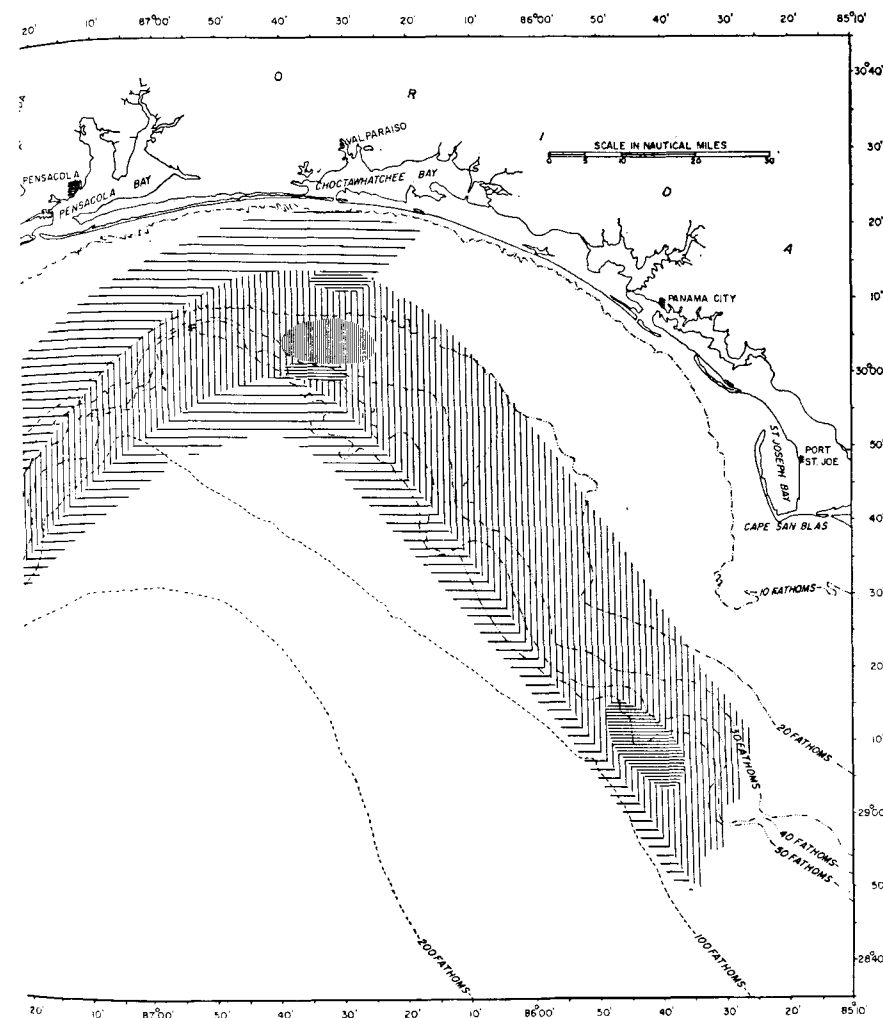 20' 10' 87°00' 50' 40' 30' 20' 10' 86°00' 50' 40' 30' 20' 85°10'
30°40'
O
R
I
D
A
VALPARAISO
SCALE IN NAUTICAL MILES
0 5 10 20 30
30'
PENSACOLA
PENSACOLA BAY
CHOCTAWHATCHEE BAY
20'
10'
PANAMA CITY
30°00'
50'
ST JOSEPH BAY
PORT
ST. JOE
40'
CAPE SAN BLAS
30'
10 FATHOMS
20'
20 FATHOMS
10'
30 FATHOMS
29°00'
40 FATHOMS
50 FATHOMS
50'
100 FATHOMS
200 FATHOMS
28°40'
20' 10' 87°00' 50' 40' 30' 20' 10' 86°00' 50' 40' 30' 20' 85°10'